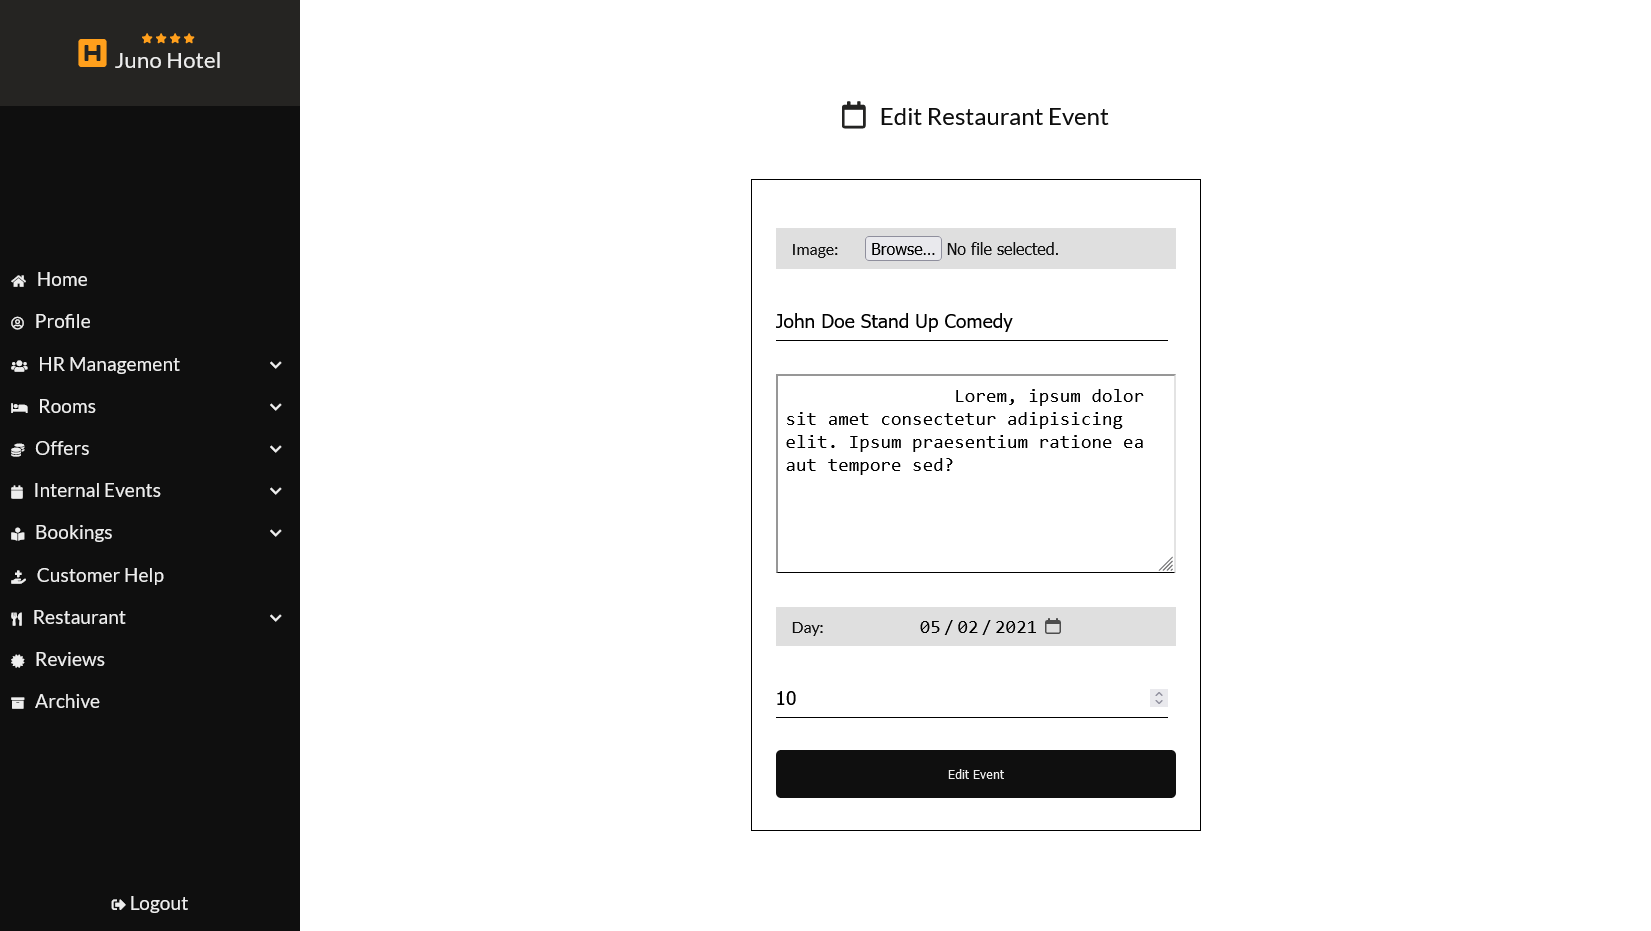 Juno Hotel
Home
Profile
HR Management
Rooms
Offers
Internal Events
Bookings
Customer Help
Restaurant
Reviews
Archive
Logout
Edit Restaurant Event
Image: Browse... No file selected.
John Doe Stand Up Comedy
Lorem, ipsum dolor
sit amet consectetur adipisicing
elit. Ipsum praesentium ratione ea
aut tempore sed?
Day: 05/02/2021
10
Edit Event